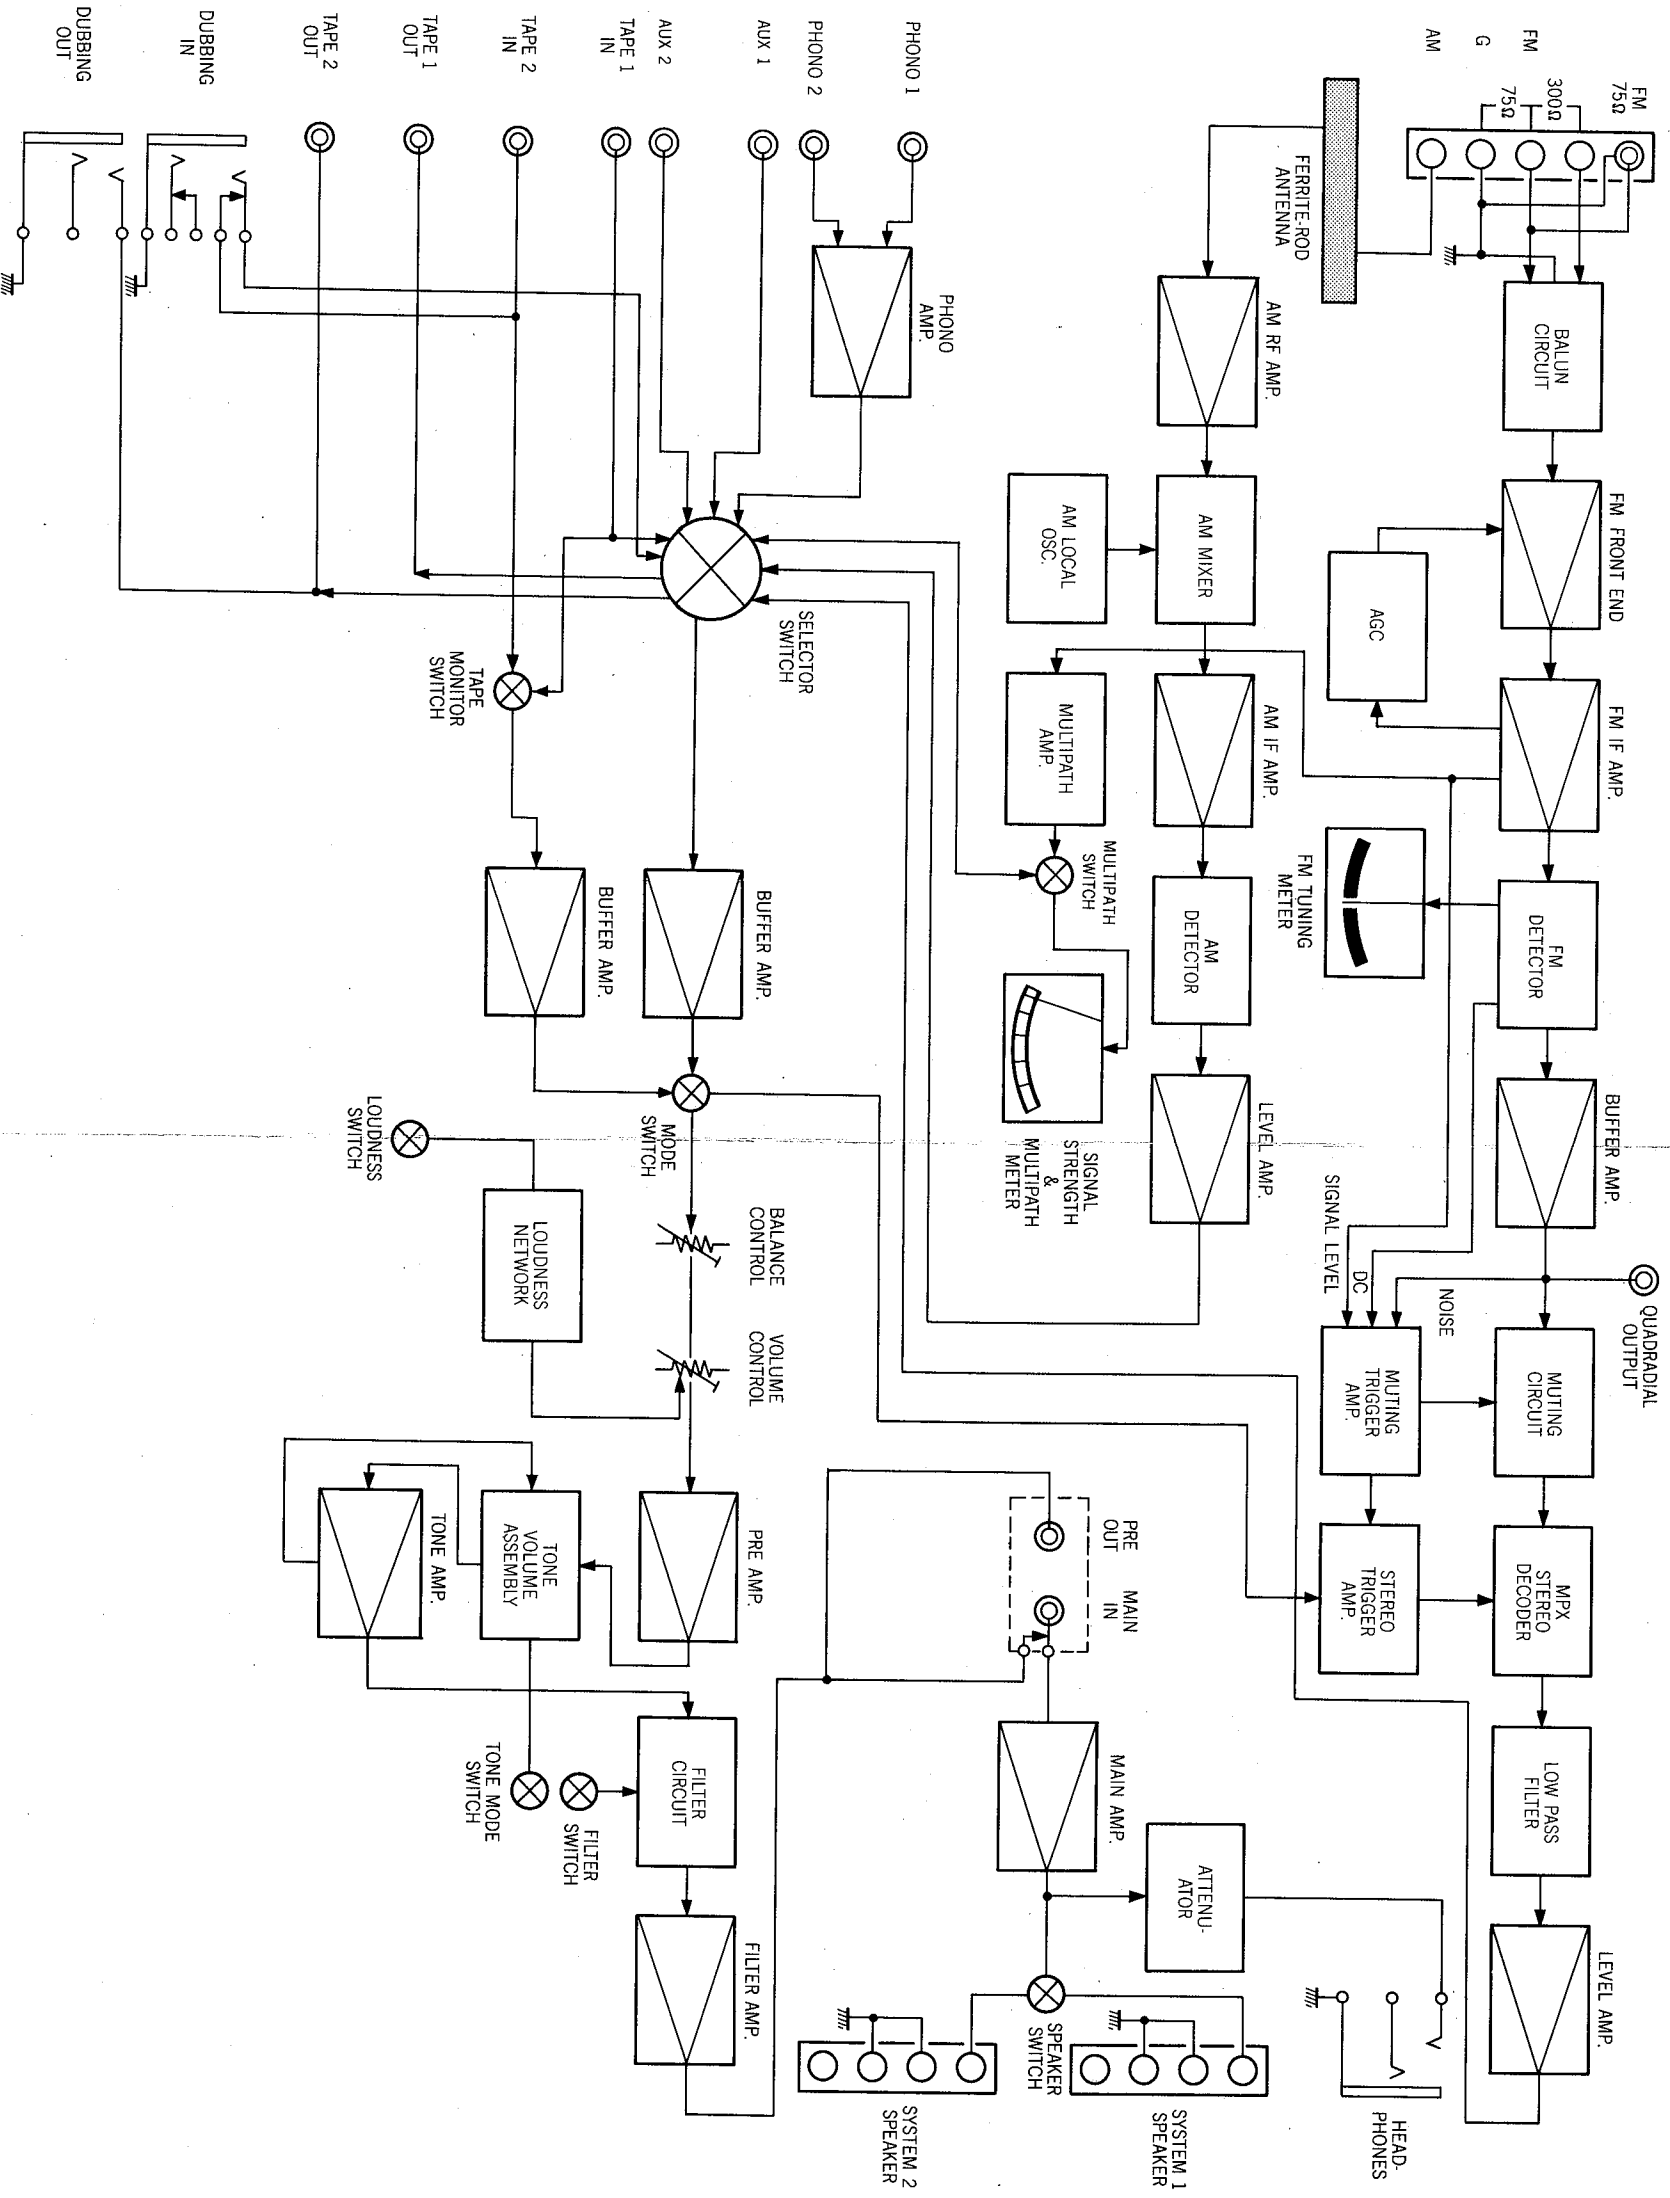 FM
75Ω
300Ω
75Ω
FM
G
AM
BALUN
CIRCUIT
FM FRONT END
FM IF AMP.
FM
DETECTOR
BUFFER AMP.
QUADRADIAL
OUTPUT
MUTING
CIRCUIT
MPX
STEREO
DECODER
LOW PASS
FILTER
LEVEL AMP.
AGC
FM TUNING
METER
NOISE
DC
SIGNAL LEVEL
MUTING
TRIGGER
AMP.
STEREO
TRIGGER
AMP.
HEAD-
PHONES
FERRITE-ROD
ANTENNA
AM RF AMP.
AM MIXER
AM IF AMP.
AM
DETECTOR
LEVEL AMP.
AM LOCAL
OSC.
MULTIPATH
AMP.
MULTIPATH
SWITCH
SIGNAL
STRENGTH
&
MULTIPATH
METER
PRE
OUT
MAIN
IN
MAIN AMP.
ATTENU-
ATOR
SPEAKER
SWITCH
SYSTEM 1
SPEAKER
SYSTEM 2
SPEAKER
PHONO 1
PHONO 2
PHONO
AMP.
AUX 1
AUX 2
TAPE 1
IN
TAPE 2
IN
TAPE 1
OUT
TAPE 2
OUT
DUBBING
IN
DUBBING
OUT
SELECTOR
SWITCH
TAPE
MONITOR
SWITCH
BUFFER AMP.
BUFFER AMP.
MODE
SWITCH
BALANCE
CONTROL
VOLUME
CONTROL
LOUDNESS
SWITCH
LOUDNESS
NETWORK
PRE AMP.
TONE
VOLUME
ASSEMBLY
TONE AMP.
TONE MODE
SWITCH
FILTER
SWITCH
FILTER
CIRCUIT
FILTER AMP.